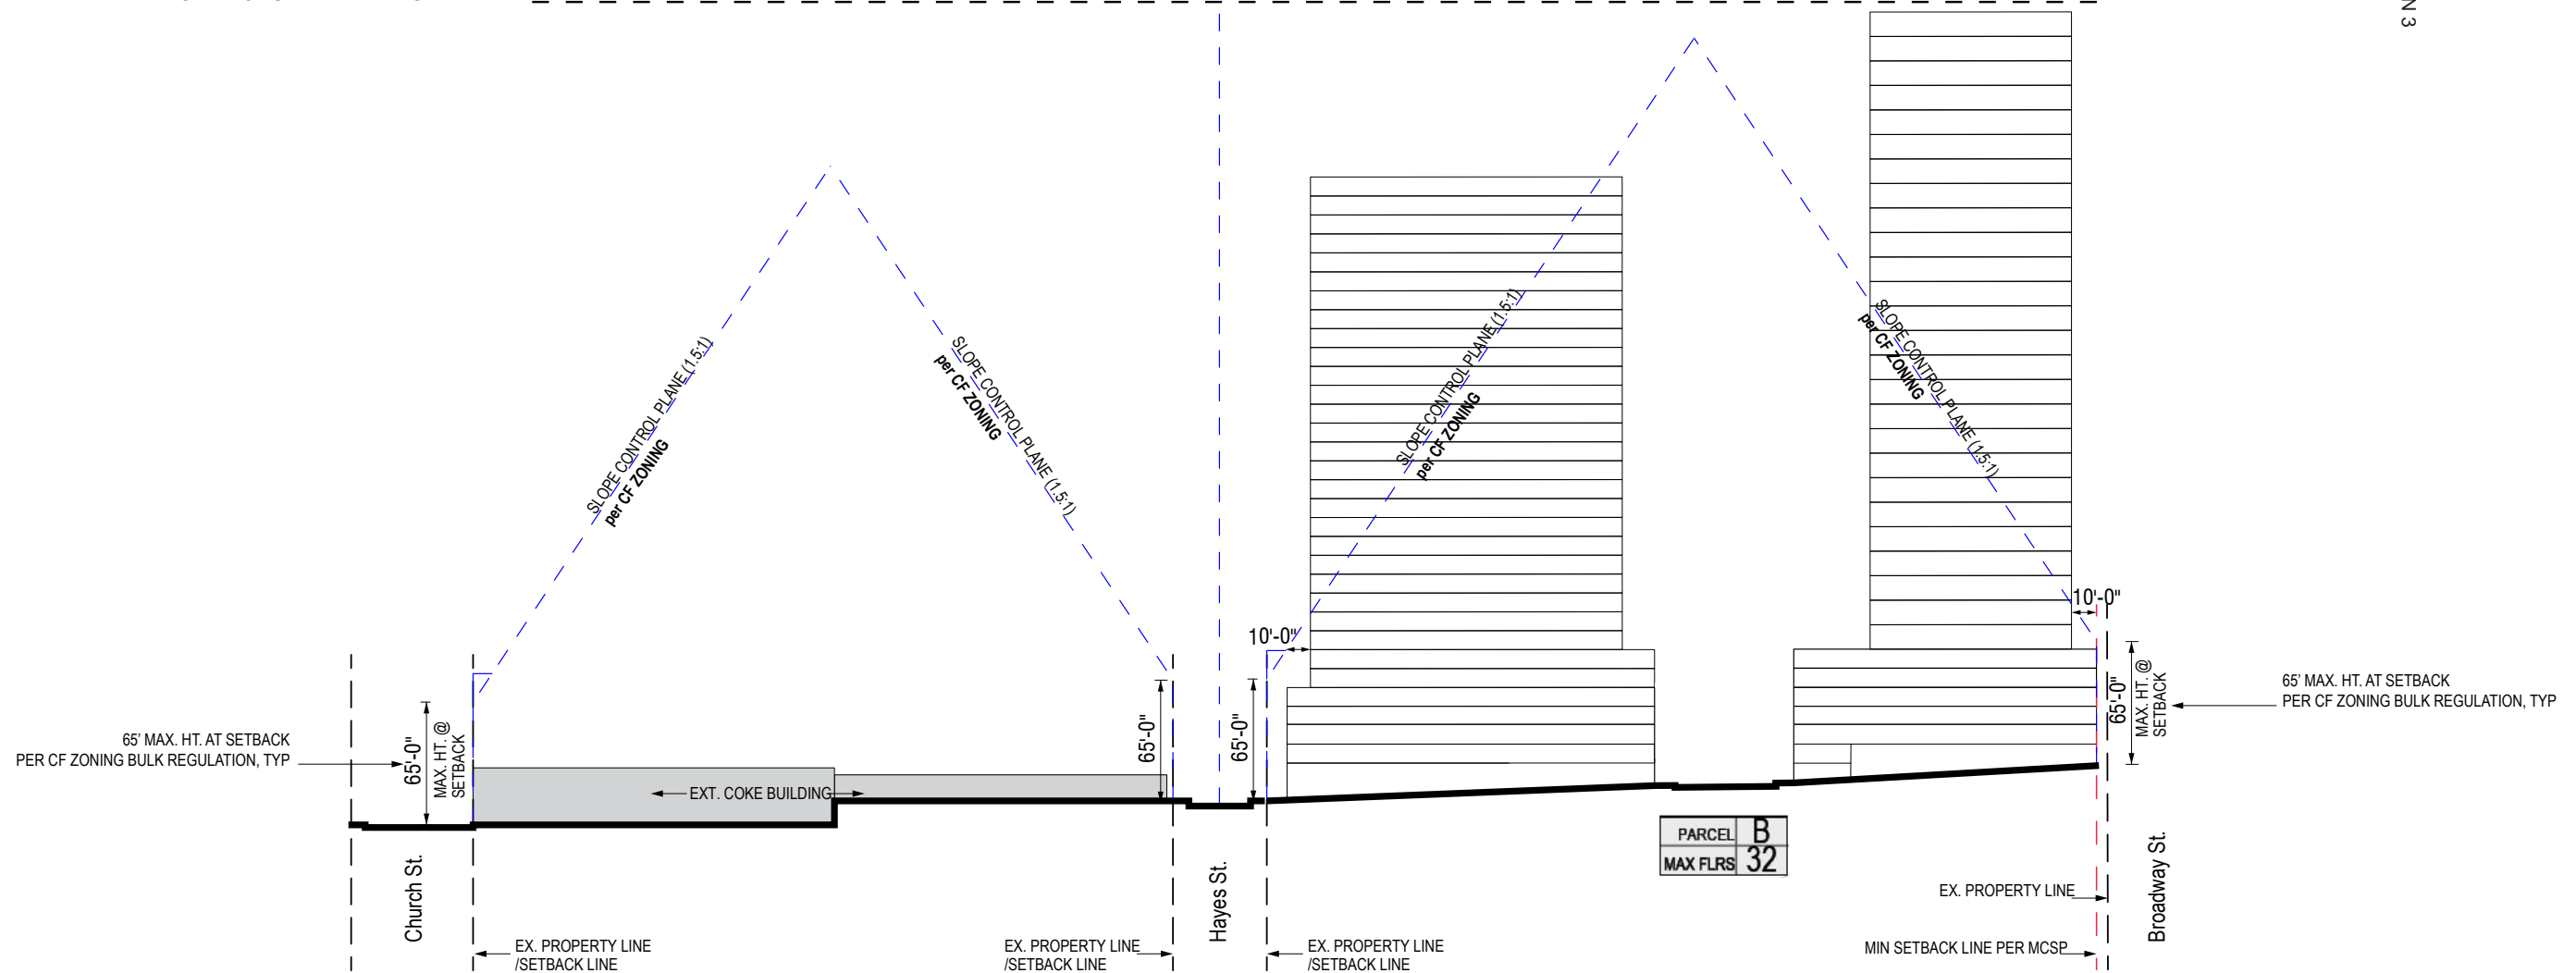 N 3
SLOPE CONTROL PLANE (1.5:1)
per CF ZONING
SLOPE CONTROL PLANE (1.5:1)
per CF ZONING
SLOPE CONTROL PLANE (1.5:1)
per CF ZONING
SLOPE CONTROL PLANE (1.5:1)
per CF ZONING
10'-0"
10'-0"
65' MAX. HT. AT SETBACK
PER CF ZONING BULK REGULATION, TYP
65'-0"
MAX. HT. @
SETBACK
EXT. COKE BUILDING
65'-0"
65'-0"
65'-0"
MAX. HT. @
SETBACK
65' MAX. HT. AT SETBACK
PER CF ZONING BULK REGULATION, TYP
PARCEL B
MAX FLRS 32
Church St.
Hayes St.
Broadway St.
EX. PROPERTY LINE
/SETBACK LINE
EX. PROPERTY LINE
/SETBACK LINE
EX. PROPERTY LINE
/SETBACK LINE
EX. PROPERTY LINE
MIN SETBACK LINE PER MCSP